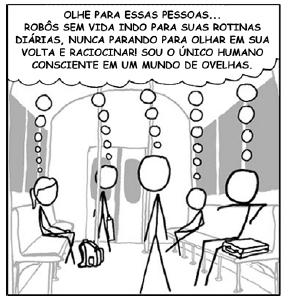 OLHE PARA ESSAS PESSOAS...
ROBÔS SEM VIDA INDO PARA SUAS ROTINAS
DIÁRIAS, NUNCA PARANDO PARA OLHAR EM SUA
VOLTA E RACIOCINAR! SOU O ÚNICO HUMANO
CONSCIENTE EM UM MUNDO DE OVELHAS.